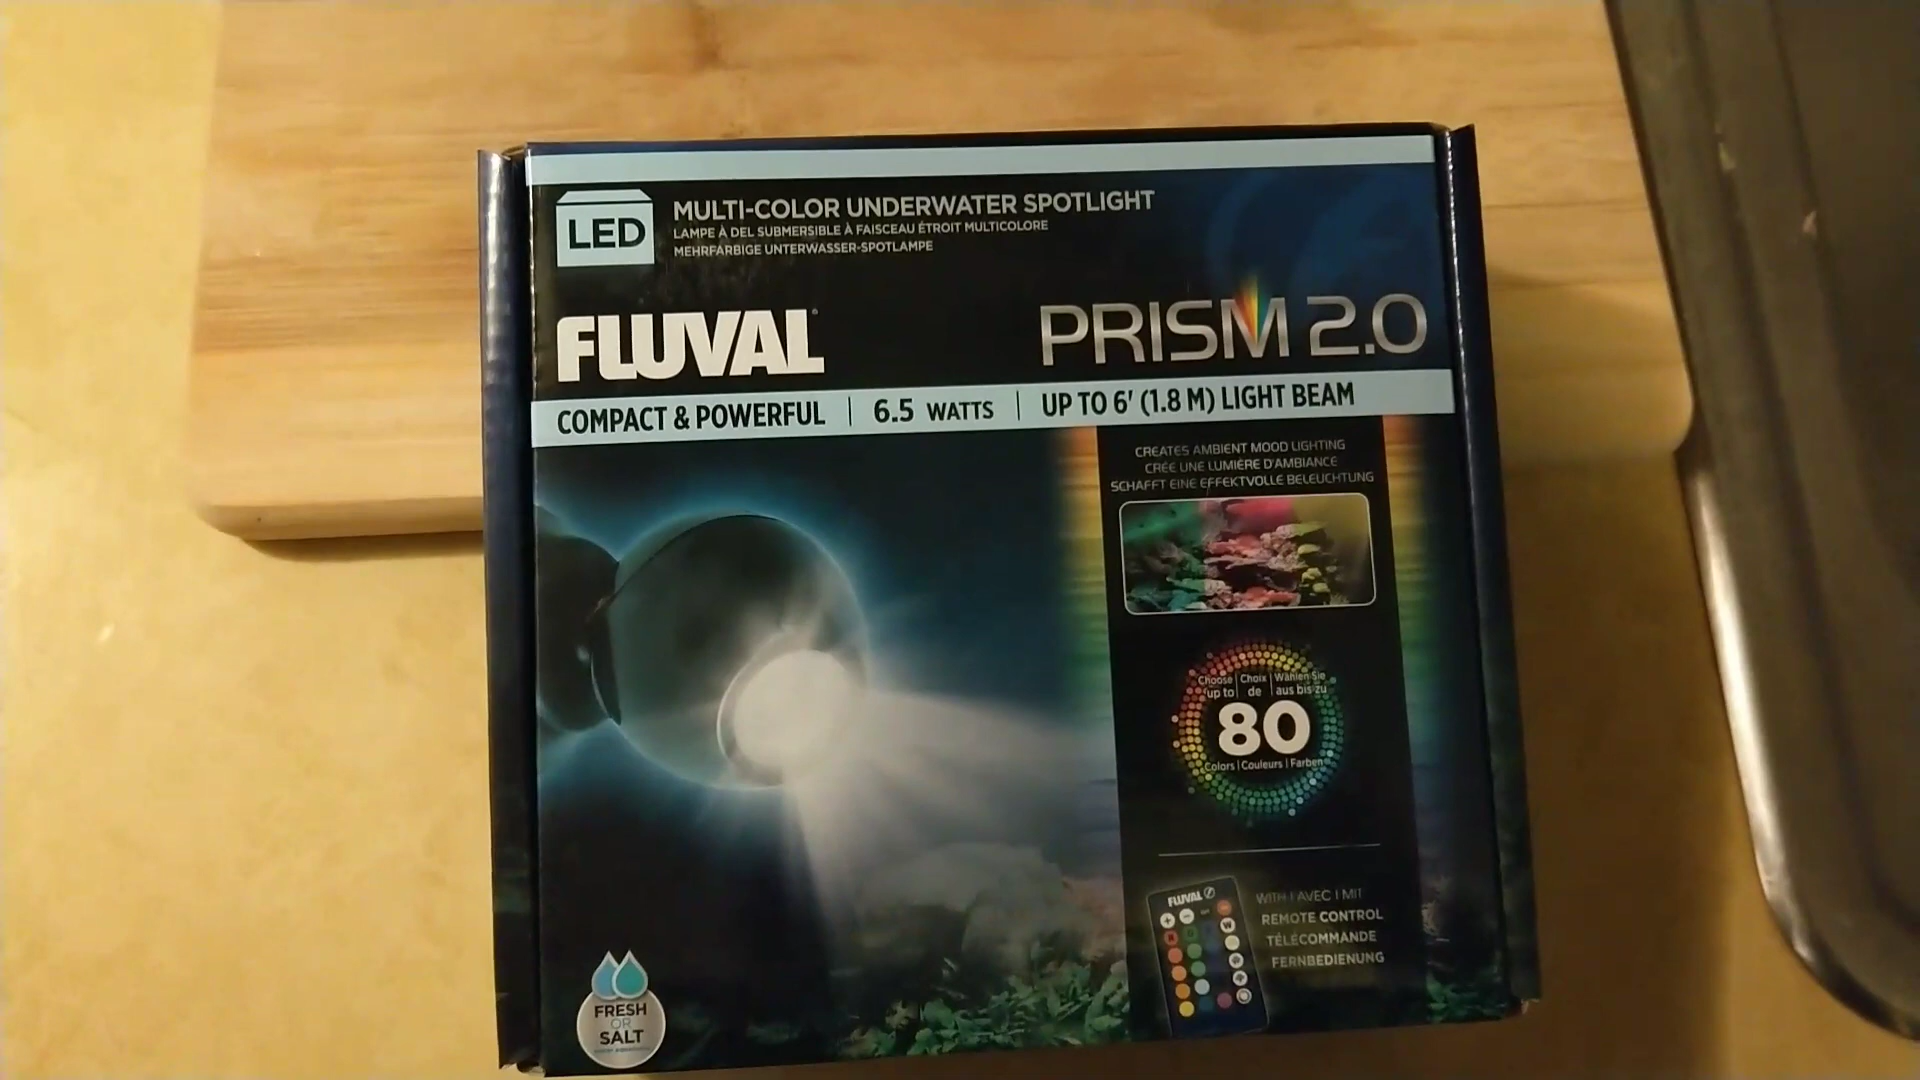 LED
MULTI-COLOR UNDERWATER SPOTLIGHT
LAMPE À DEL SUBMERSIBLE À FAISCEAU ÉTROIT MULTICOLORE
MEHRFARBIGE UNTERWASSER-SPOTLAMPE
FLUVAL
PRISM 2.0
COMPACT & POWERFUL | 6.5 WATTS | UP TO 6' (1.8 M) LIGHT BEAM
CREATES AMBIENT MOOD LIGHTING
CRÉE UNE LUMIÈRE D'AMBIANCE
SCHAFFT EINE EFFEKTVOLLE BELEUCHTUNG
Choose | Choix | Wählen Sie
up to | de | aus bis zu
80
Colors | Couleurs | Farben
FLUVAL
W
WITH | AVEC | MIT
REMOTE CONTROL
TÉLÉCOMMANDE
FERNBEDIENUNG
FRESH
OR
SALT